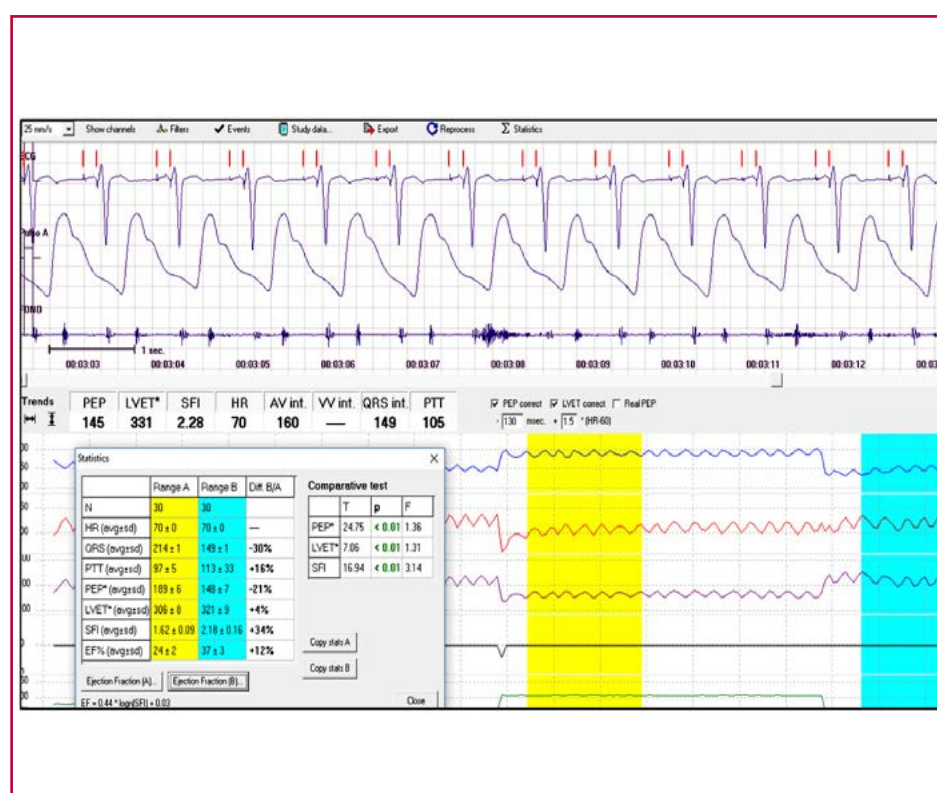 25 mm/s Show channels Filters Events Study data... Export Reprocess Σ Statistics
ECG
Pulso A
FONO
1 sec.
00:03:03 00:03:04 00:03:05 00:03:06 00:03:07 00:03:08 00:03:09 00:03:10 00:03:11 00:03:12 00:03
Trends PEP LVET* SFI HR AV int. VV int. QRS int. PTT
145 331 2.28 70 160 — 149 105
PEP correct LVET correct Real PEP
- 130 msec. + 1.5 *(HR-60)
Statistics
Range A Range B Diff. B/A
N 30 30
HR (avg±sd) 70 ± 0 70 ± 0 —
QRS (avg±sd) 214 ± 1 149 ± 1 -30%
PTT (avg±sd) 97 ± 5 113 ± 33 +16%
PEP* (avg±sd) 189 ± 6 148 ± 7 -21%
LVET* (avg±sd) 306 ± 8 321 ± 9 +4%
SFI (avg±sd) 1.62 ± 0.09 2.18 ± 0.16 +34%
EF% (avg±sd) 24 ± 2 37 ± 3 +12%
Comparative test
T p F
PEP* 24.75 < 0.01 1.36
LVET* 7.06 < 0.01 1.31
SFI 16.94 < 0.01 3.14
Copy stats A
Copy stats B
Ejection Fraction (A)... Ejection Fraction (B)...
Close
EF = 0.44 * logn(SFI) + 0.03